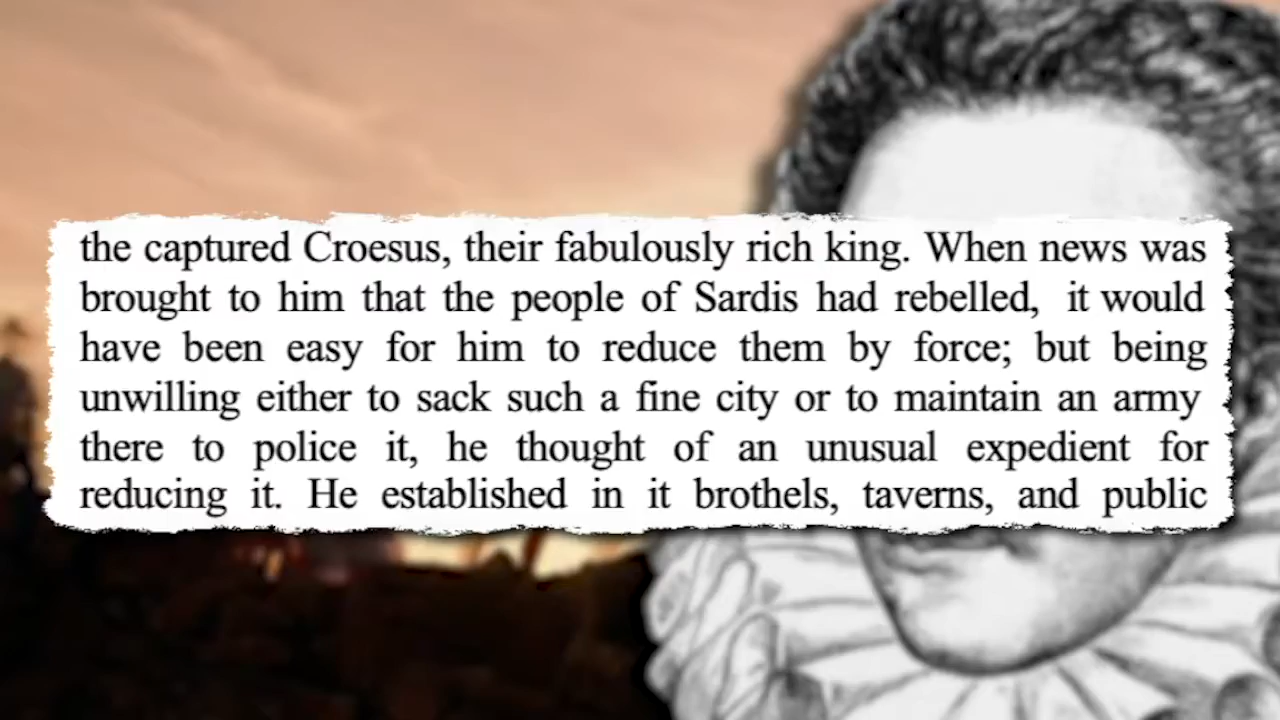 the captured Croesus, their fabulously rich king. When news was
brought to him that the people of Sardis had rebelled, it would
have been easy for him to reduce them by force; but being
unwilling either to sack such a fine city or to maintain an army
there to police it, he thought of an unusual expedient for
reducing it. He established in it brothels, taverns, and public